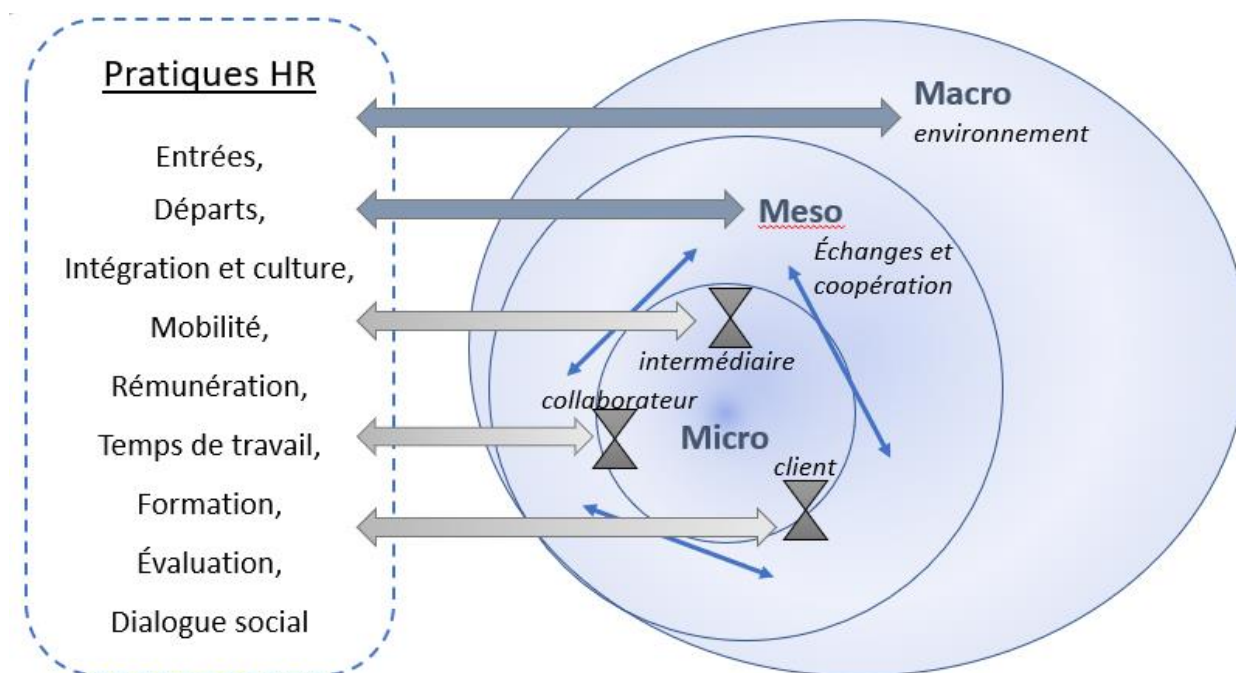 Pratiques HR
Entrées,
Départs,
Intégration et culture,
Mobilité,
Rémunération,
Temps de travail,
Formation,
Évaluation,
Dialogue social
Macro
environnement
Meso
Échanges et
coopération
intermédiaire
collaborateur
Micro
client